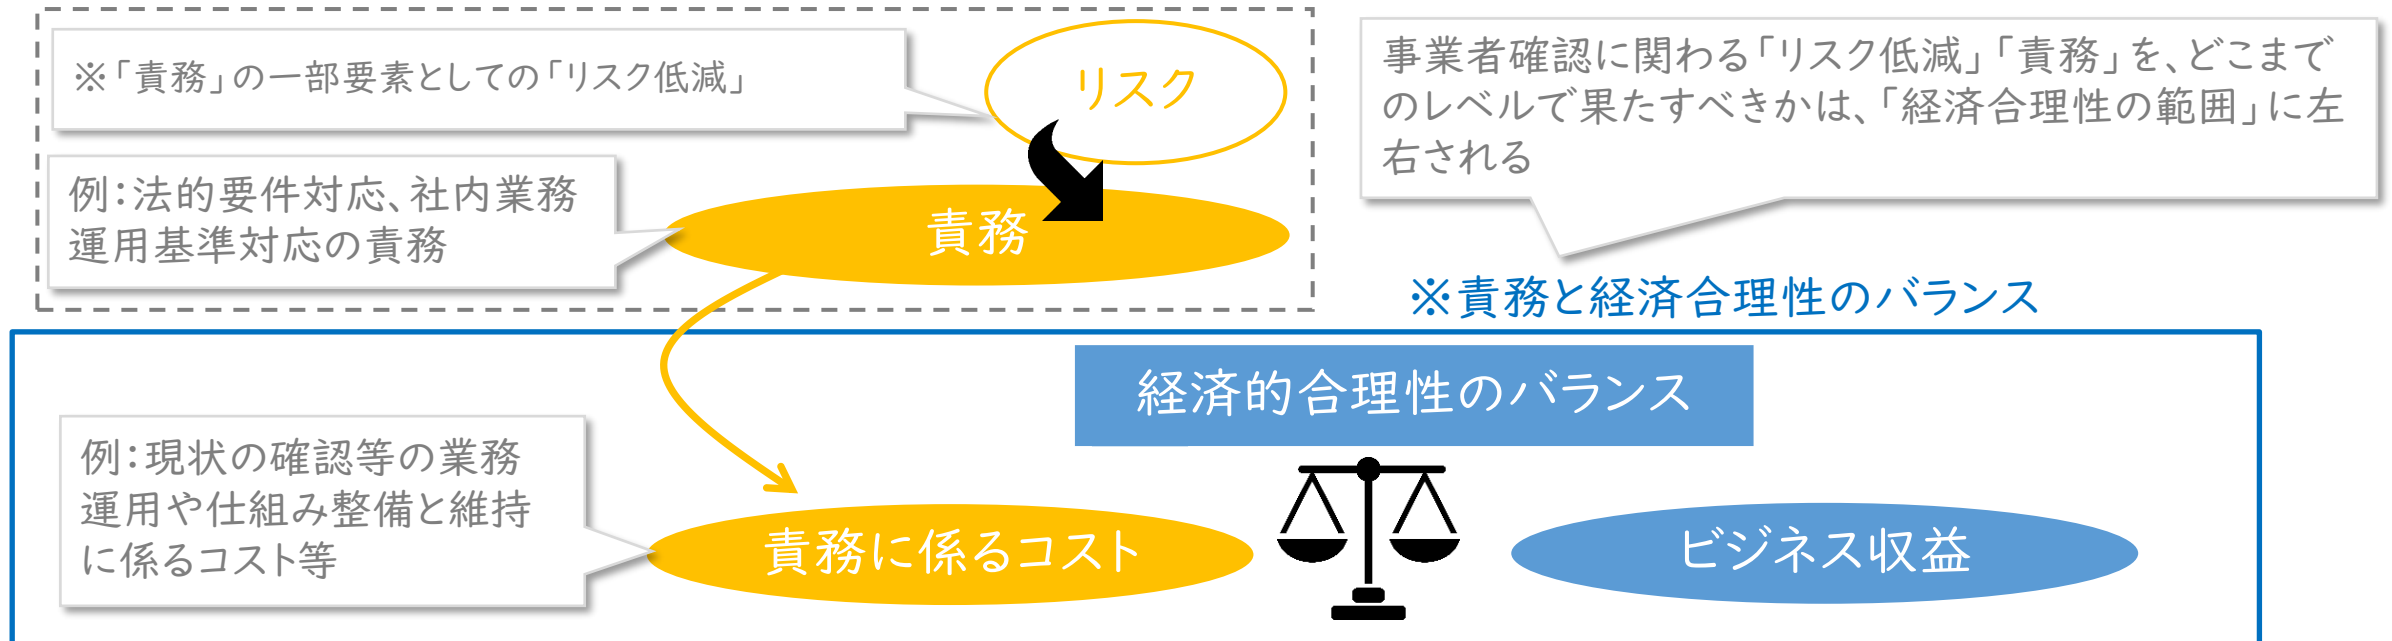 ※「責務」の一部要素としての「リスク低減」
リスク
事業者確認に関わる「リスク低減」「責務」を、どこまで
のレベルで果たすべきかは、「経済合理性の範囲」に左
右される
例：法的要件対応、社内業務
運用基準対応の責務
責務
※責務と経済合理性のバランス
経済的合理性のバランス
例：現状の確認等の業務
運用や仕組み整備と維持
に係るコスト等
責務に係るコスト
ビジネス収益